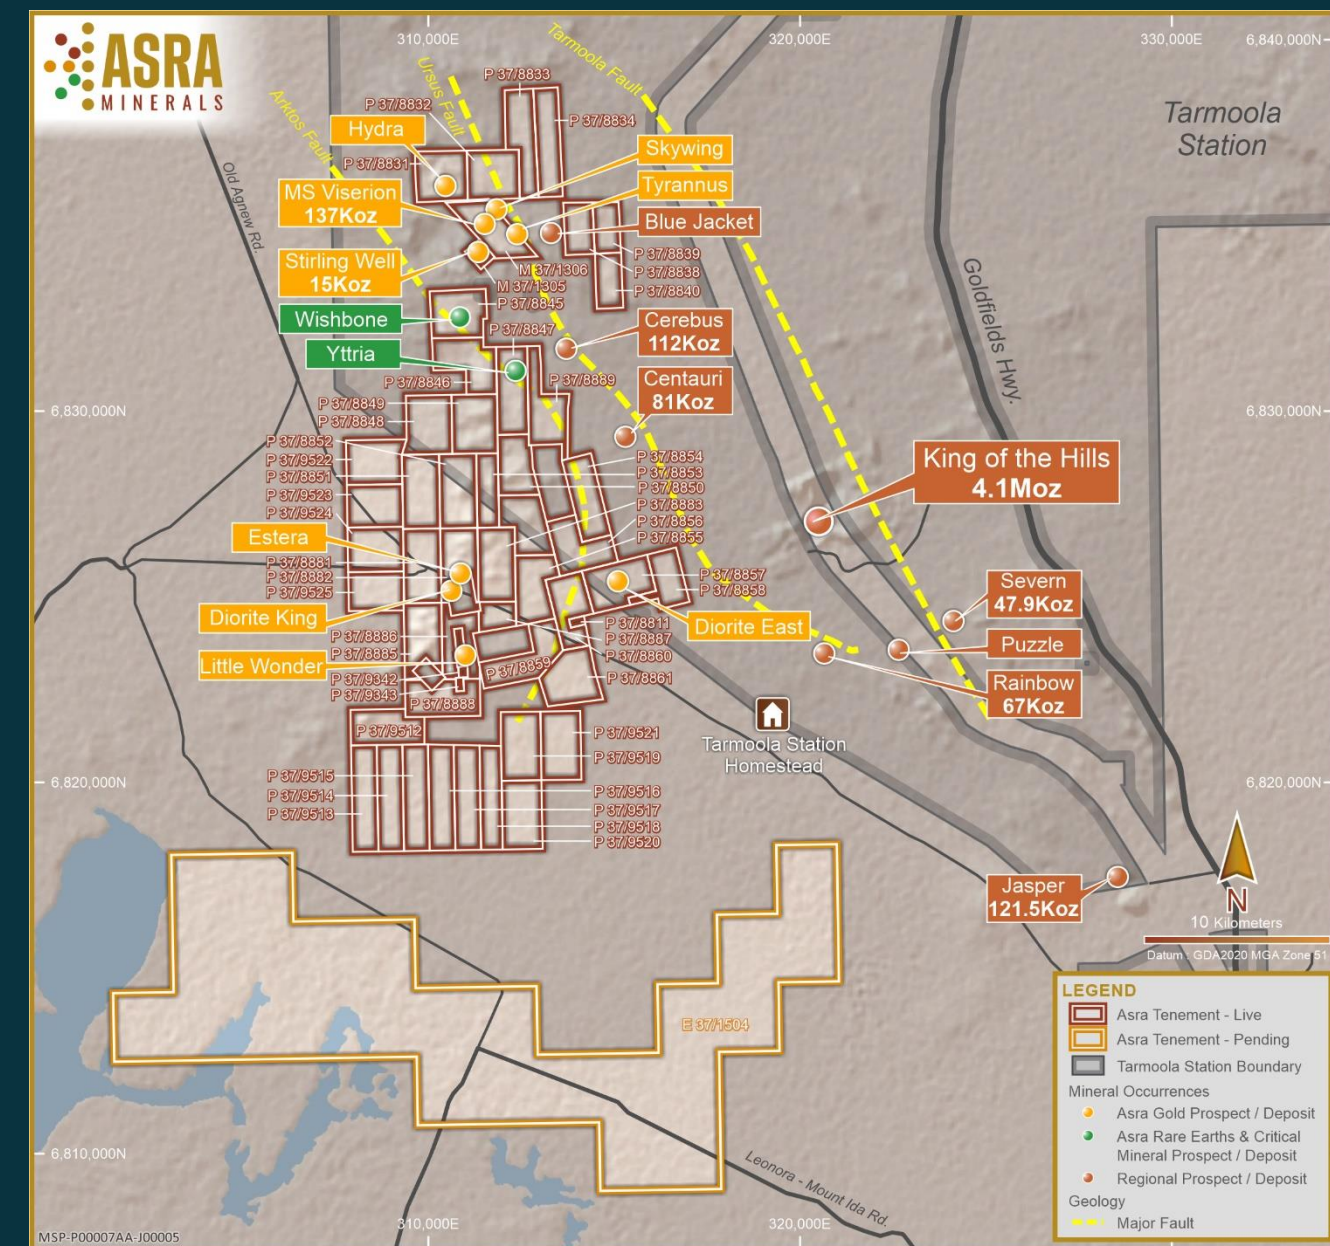 ASRA
MINERALS
310,000E
320,000E
330,000E
6,840,000N
Tarmoola Fault
Ursus Fault
Arktos Fault
P 37/8833
P 37/8832
P 37/8834
Tarmoola
Station
Hydra
P 37/8831
Skywing
Old Agnew Rd.
MS Viserion
137Koz
Tyrannus
Blue Jacket
P 37/8839
P 37/8838
P 37/8840
Stirling Well
15Koz
M 37/1306
M 37/1305
P 37/8845
Goldfields Hwy.
Wishbone
P 37/8847
Cerebus
112Koz
Yttria
P 37/8846
P 37/8889
Centauri
81Koz
P 37/8849
6,830,000N
6,830,000N
P 37/8848
P 37/8852
P 37/9522
P 37/8851
P 37/9523
P 37/9524
P 37/8854
P 37/8853
P 37/8850
P 37/8883
P 37/8856
P 37/8855
King of the Hills
4.1Moz
Estera
P 37/8881
P 37/8882
P 37/9525
P 37/8857
P 37/8858
Severn
47.9Koz
Diorite King
Diorite East
P 37/8811
P 37/8887
P 37/8860
P 37/8886
P 37/8885
Puzzle
Little Wonder
P 37/8859
P 37/8861
P 37/9342
P 37/9343
P 37/8888
Rainbow
67Koz
P 37/9512
P 37/9521
P 37/9519
Tarmoola Station
Homestead
P 37/9515
P 37/9514
P 37/9513
6,820,000N
6,820,000N
P 37/9516
P 37/9517
P 37/9518
P 37/9520
Jasper
121.5Koz
N
10 Kilometers
Datum : GDA2020 MGA Zone 51
E 37/1504
LEGEND
Asra Tenement - Live
Asra Tenement - Pending
Tarmoola Station Boundary
Mineral Occurrences
Asra Gold Prospect / Deposit
Asra Rare Earths & Critical
Mineral Prospect / Deposit
Regional Prospect / Deposit
Geology
Major Fault
6,810,000N
Leonora - Mount Ida Rd.
310,000E
320,000E
MSP-P00007AA-J00005